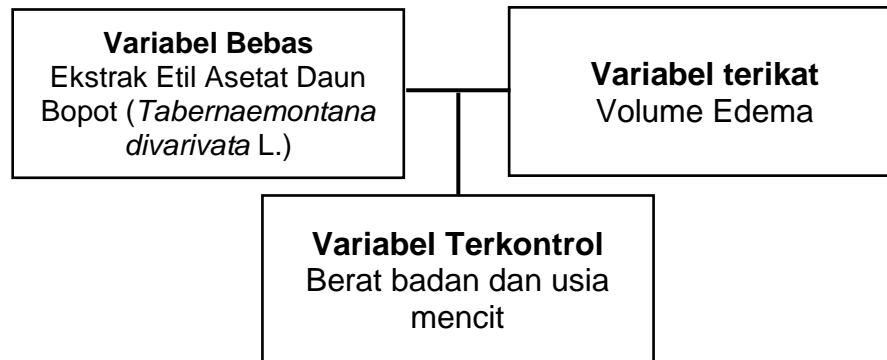 Variabel Bebas
Ekstrak Etil Asetat Daun
Bopot (Tabernaemontana
divarivata L.)
Variabel terikat
Volume Edema
Variabel Terkontrol
Berat badan dan usia
mencit